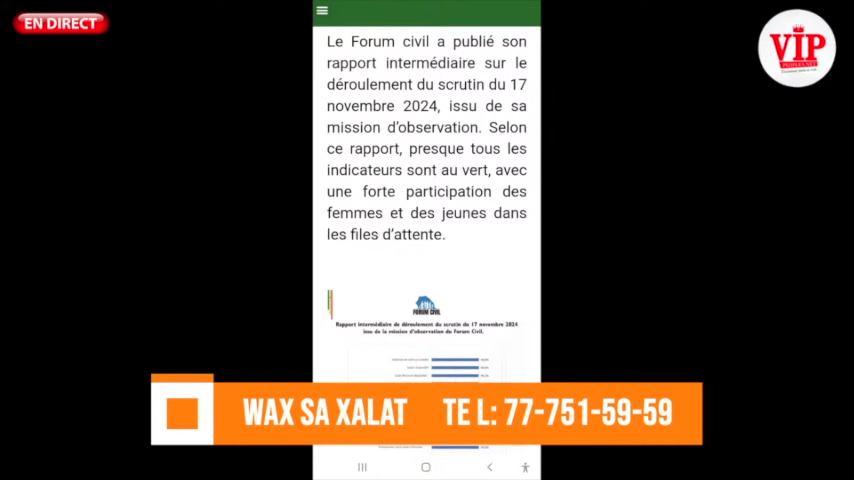 EN DIRECT
VIP
PEOPLES.NET
Le Forum civil a publié son
rapport intermédiaire sur le
déroulement du scrutin du 17
novembre 2024, issu de sa
mission d'observation. Selon
ce rapport, presque tous les
indicateurs sont au vert, avec
une forte participation des
femmes et des jeunes dans
les files d'attente.
FORUM CIVIL
Rapport intermédiaire de déroulement du scrutin du 17 novembre 2024
issu de la mission d'observation du Forum Civil.
WAX SA XALAT TE L: 77-751-59-59